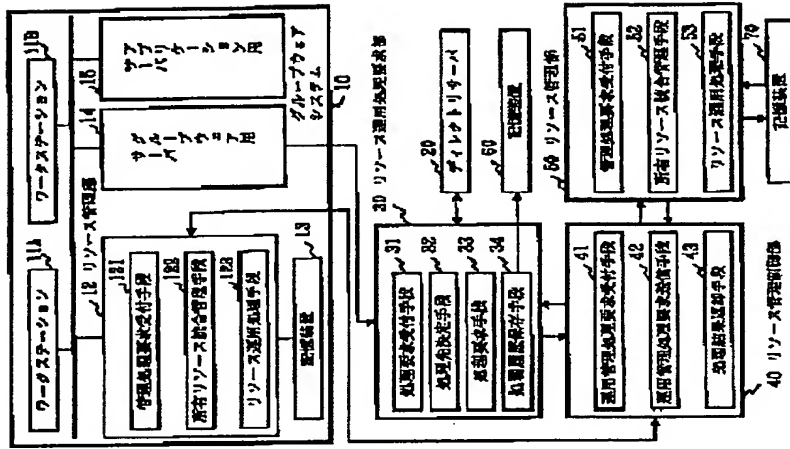 11A
ワークステーション
11B
ワークステーション
12 リソース管理部
121
管理処理要求受付手段
122
所有リソース統合管理手段
123
リソース運用処理手段
13
記憶装置
14
グループウェア用
サーバ
15
アプリケーション用
サーバ
グループウェア
システム
10
30 リソース運用処理要求部
31
処理要求受付手段
32
処理先決定手段
33
処理要求手段
34
処理履歴保存手段
20
ディレクトリサーバ
60
記憶装置
41
運用管理処理要求受付手段
42
運用管理処理要求送信手段
43
処理結果返却手段
40 リソース管理制御部
50 リソース管理部
51
管理処理要求受付手段
52
所有リソース統合管理手段
53
リソース運用処理手段
70
記憶装置